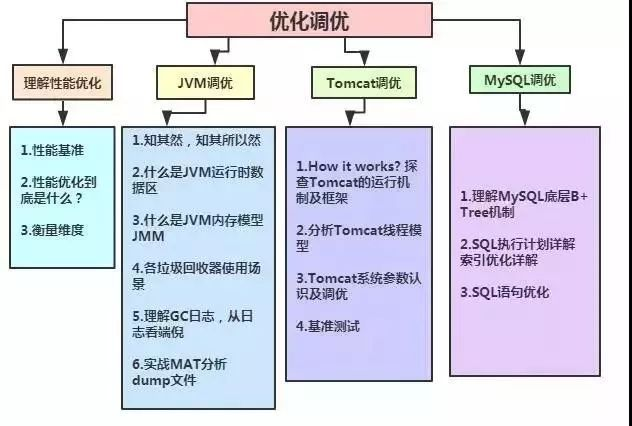 优化调优
理解性能优化
JVM调优
Tomcat调优
MySQL调优
1.性能基准
2.性能优化到
底是什么？
3.衡量维度
1.知其然，知其所以然
2.什么是JVM运行时数
据区
3.什么是JVM内存模型
JMM
4.各垃圾回收器使用场
景
5.理解GC日志，从日
志看端倪
6.实战MAT分析
dump文件
1.How it works? 探
查Tomcat的运行机
制及框架
2.分析Tomcat线程模
型
3.Tomcat系统参数认
识及调优
4.基准测试
1.理解MySQL底层B+
Tree机制
2.SQL执行计划详解
索引优化详解
3.SQL语句优化